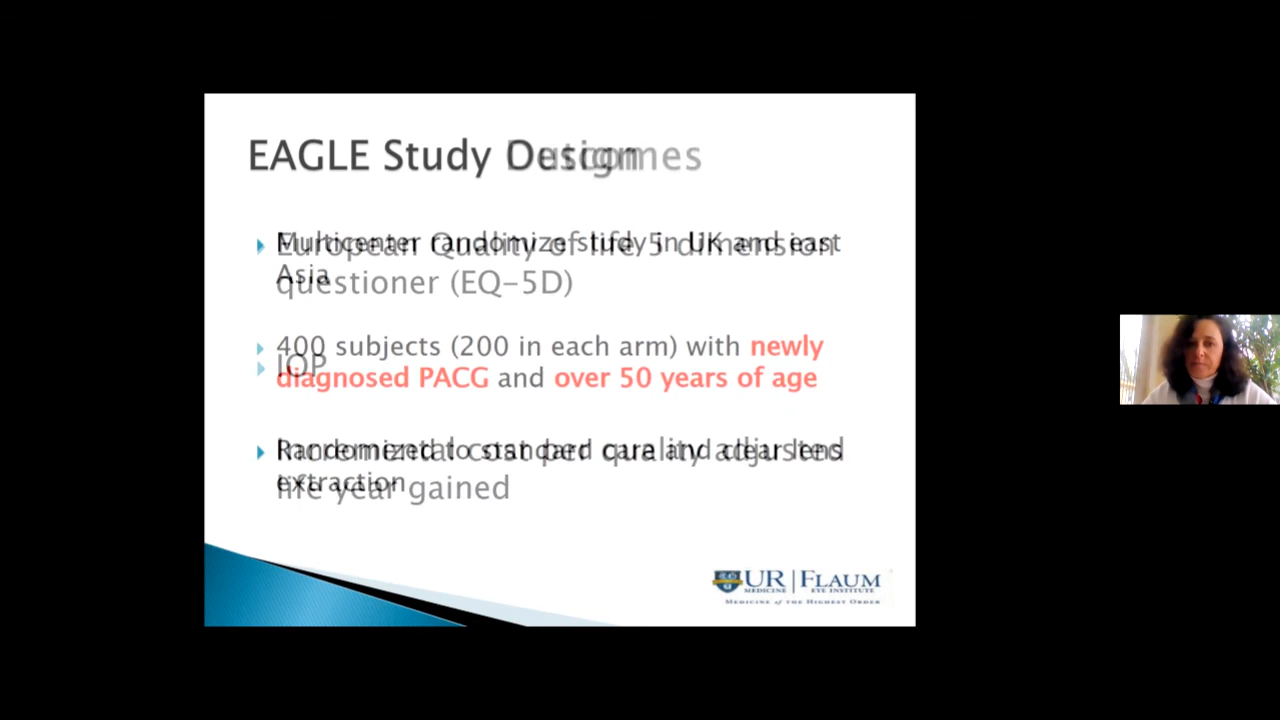 EAGLE Study Design
Outcomes
Multicenter randomize study in UK and east
Asia
European Quality of life 5 dimension
questioner (EQ-5D)
400 subjects (200 in each arm) with newly
diagnosed PACG and over 50 years of age
IOP
Randomized to standard care and clear lens
extraction
Incremental cost per quality adjusted
life year gained
UR FLAUM
MEDICINE EYE INSTITUTE
MEDICINE of THE HIGHEST ORDER